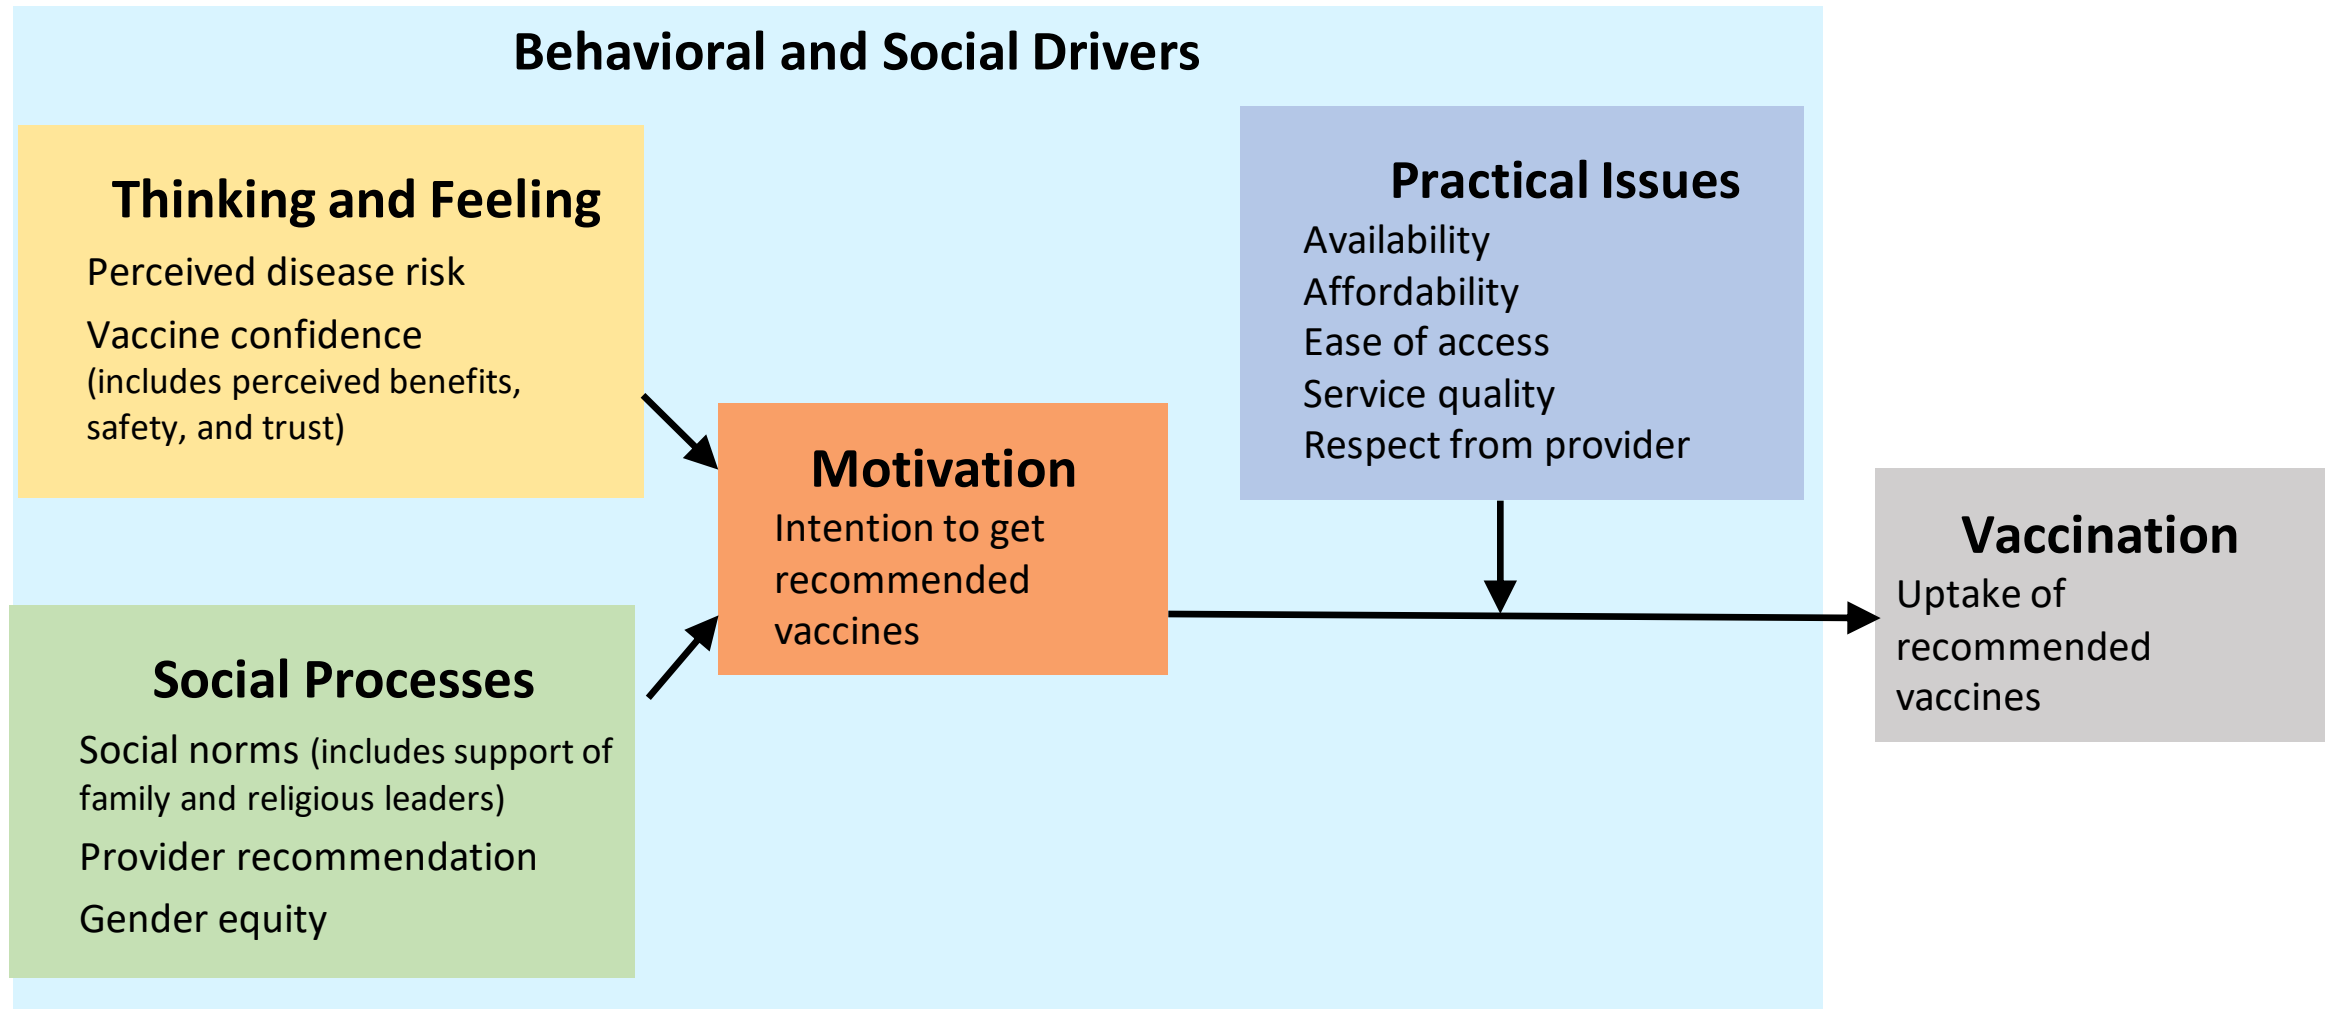 Behavioral and Social Drivers
Thinking and Feeling
Perceived disease risk
Vaccine confidence
(includes perceived benefits,
safety, and trust)
Social Processes
Social norms (includes support of
family and religious leaders)
Provider recommendation
Gender equity
Motivation
Intention to get
recommended
vaccines
Practical Issues
Availability
Affordability
Ease of access
Service quality
Respect from provider
Vaccination
Uptake of
recommended
vaccines